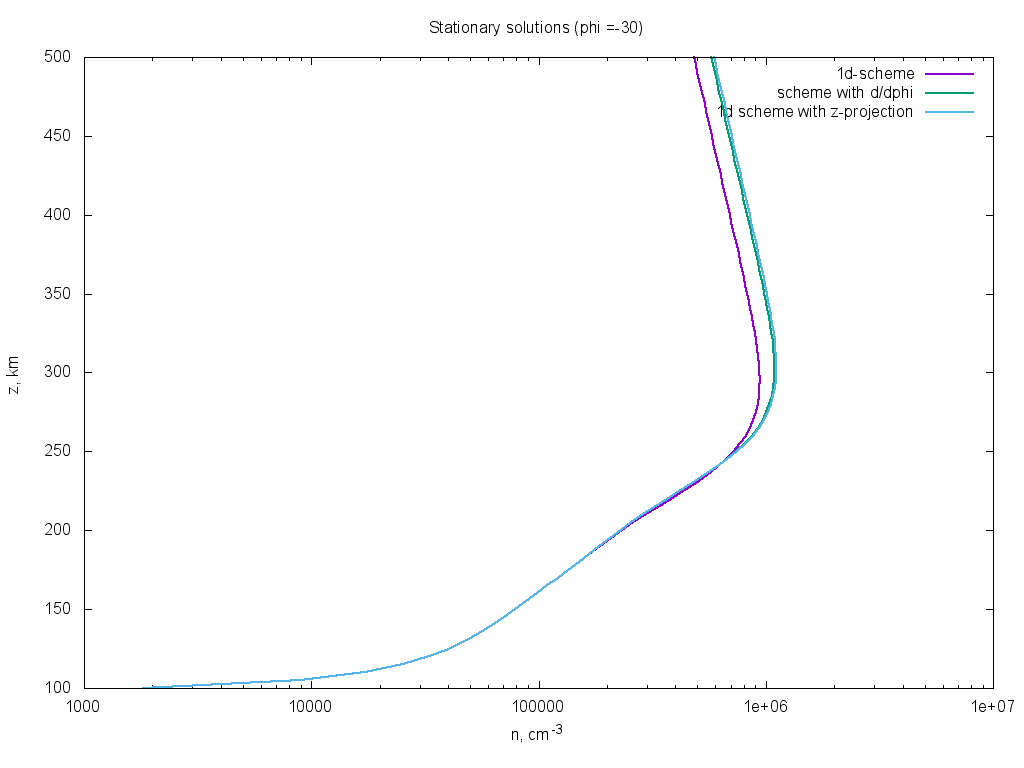 Stationary solutions (phi =-30)
1d-scheme
scheme with d/dphi
1d scheme with z-projection
500
450
400
350
300
250
200
150
100
z, km
1000
10000
100000
1e+06
1e+07
n, cm-3